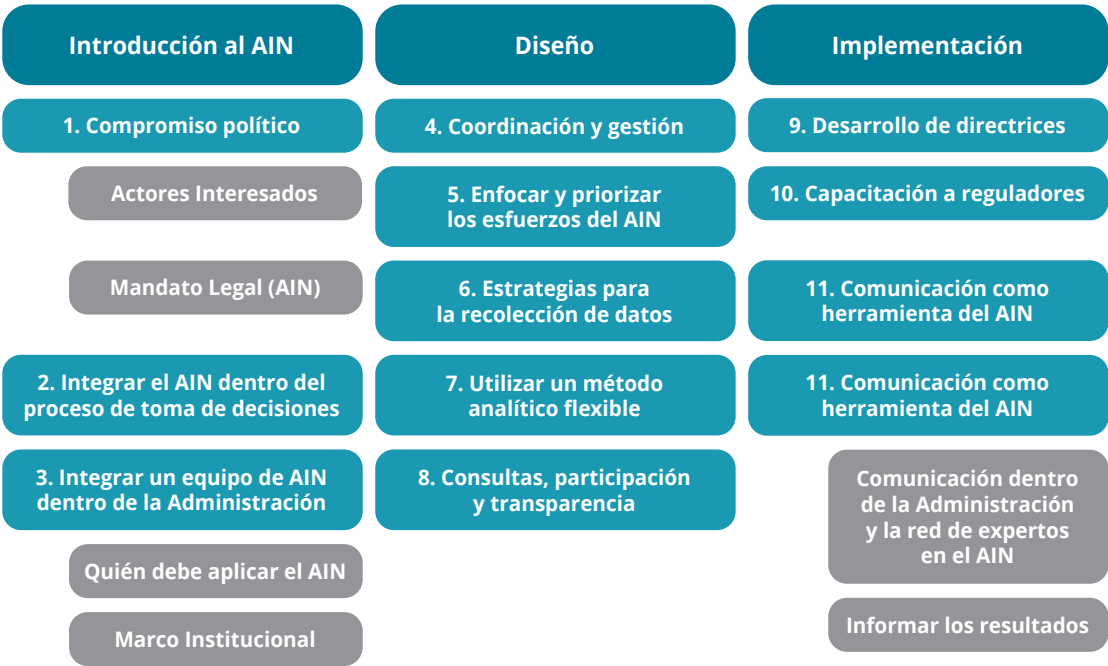 Introducción al AIN
1. Compromiso político
Actores Interesados
Mandato Legal (AIN)
2. Integrar el AIN dentro del
proceso de toma de decisiones
3. Integrar un equipo de AIN
dentro de la Administración
Quién debe aplicar el AIN
Marco Institucional
Diseño
4. Coordinación y gestión
5. Enfocar y priorizar
los esfuerzos del AIN
6. Estrategias para
la recolección de datos
7. Utilizar un método
analítico flexible
8. Consultas, participación
y transparencia
Implementación
9. Desarrollo de directrices
10. Capacitación a reguladores
11. Comunicación como
herramienta del AIN
11. Comunicación como
herramienta del AIN
Comunicación dentro
de la Administración
y la red de expertos
en el AIN
Informar los resultados